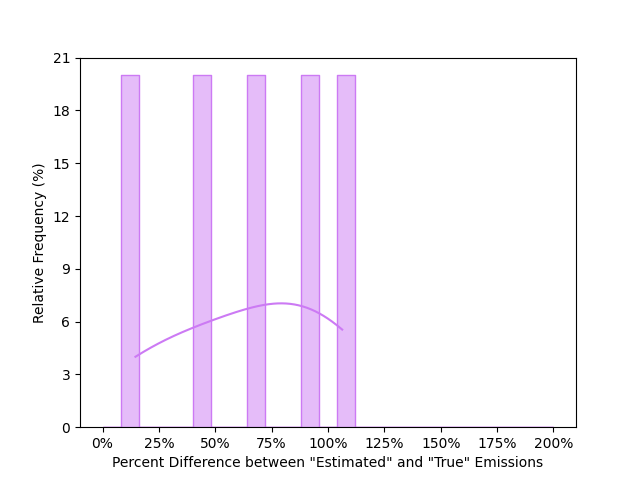 21
18
15
12
9
6
3
0
Relative Frequency (%)
0% 25% 50% 75% 100% 125% 150% 175% 200%
Percent Difference between "Estimated" and "True" Emissions